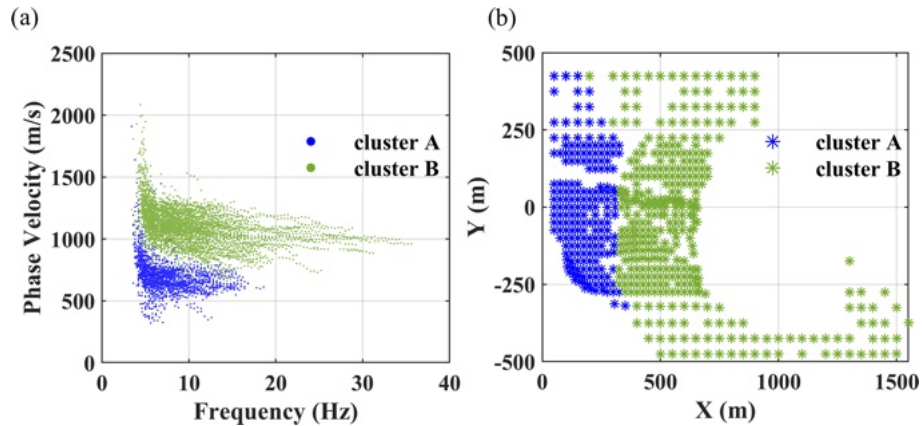 (a)
(b)
2500
2000
1500
1000
500
0
0
10
20
30
40
Phase Velocity (m/s)
Frequency (Hz)
cluster A
cluster B
500
250
0
-250
-500
0
500
1000
1500
Y (m)
X (m)
cluster A
cluster B